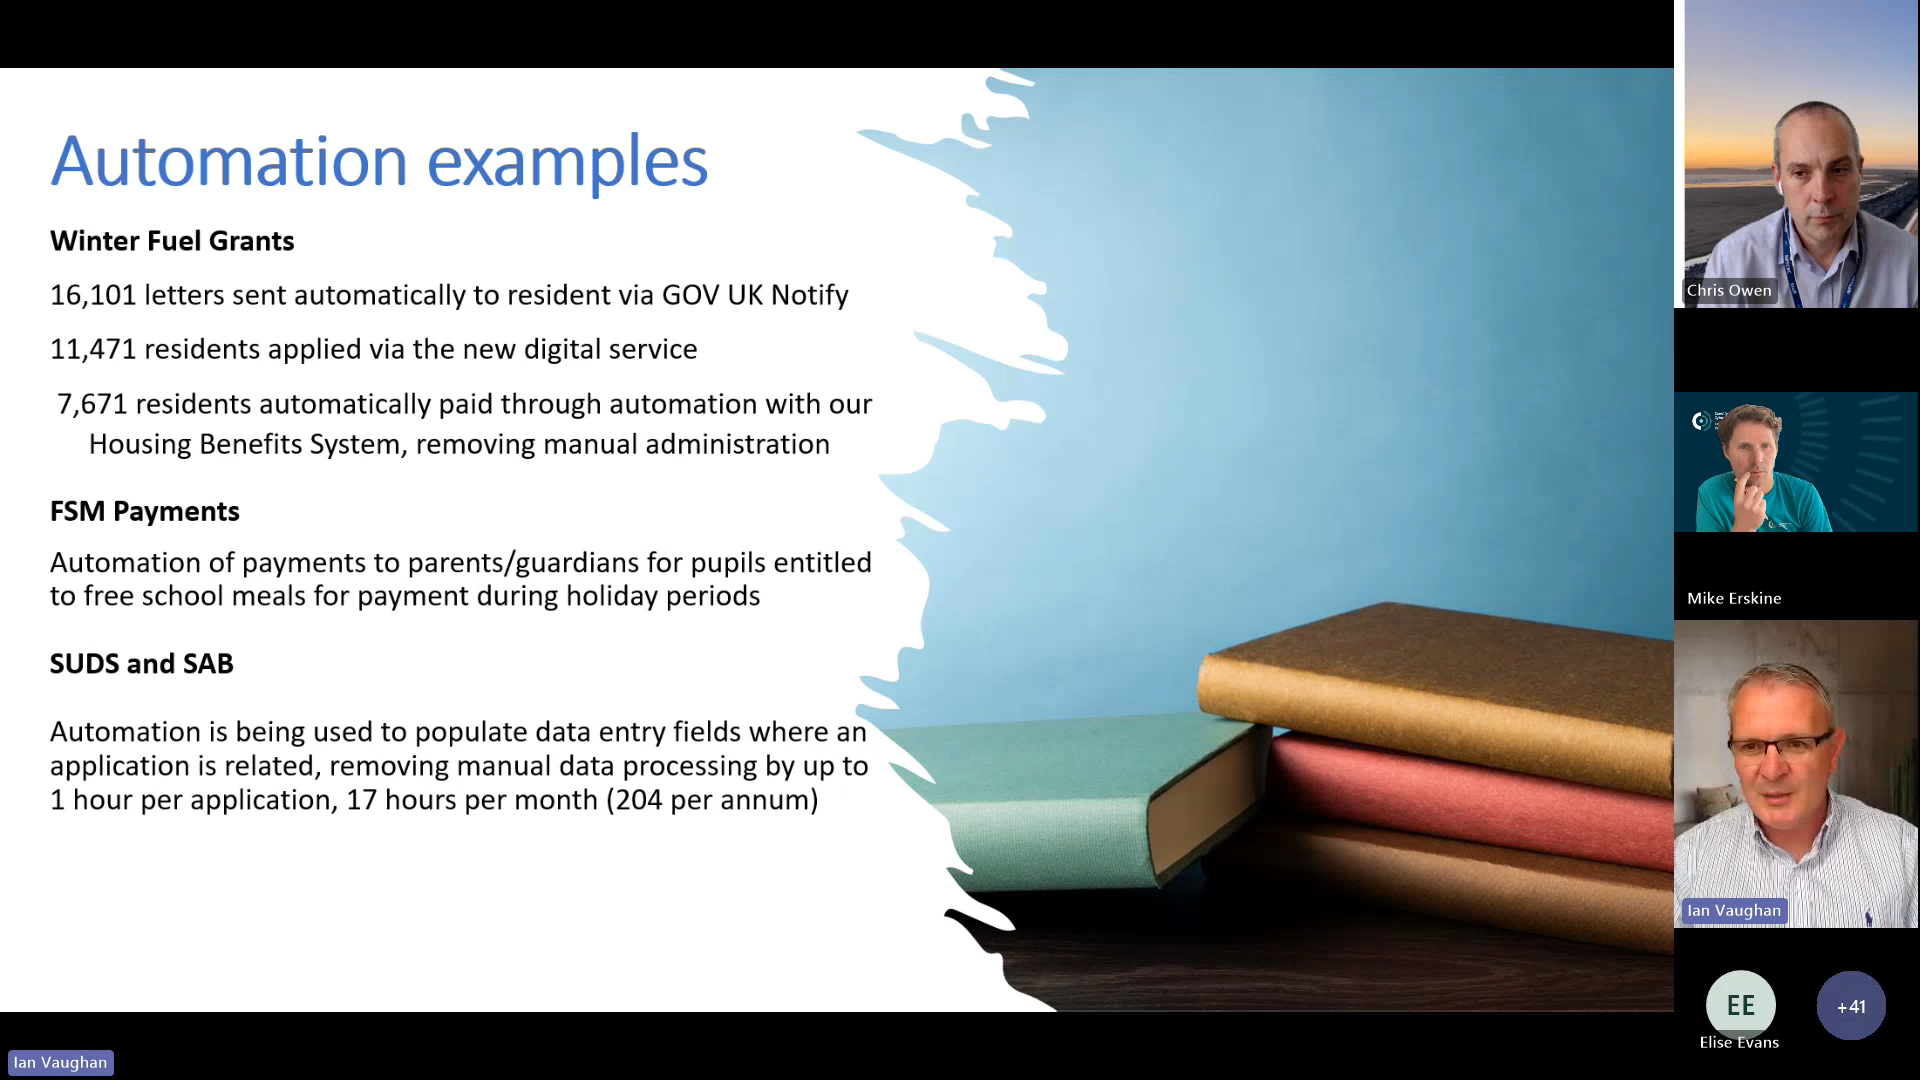 Automation examples
Winter Fuel Grants
16,101 letters sent automatically to resident via GOV UK Notify
11,471 residents applied via the new digital service
7,671 residents automatically paid through automation with our
Housing Benefits System, removing manual administration
FSM Payments
Automation of payments to parents/guardians for pupils entitled
to free school meals for payment during holiday periods
SUDS and SAB
Automation is being used to populate data entry fields where an
application is related, removing manual data processing by up to
1 hour per application, 17 hours per month (204 per annum)
Chris Owen
Mike Erskine
Ian Vaughan
EE
+41
Elise Evans
Ian Vaughan